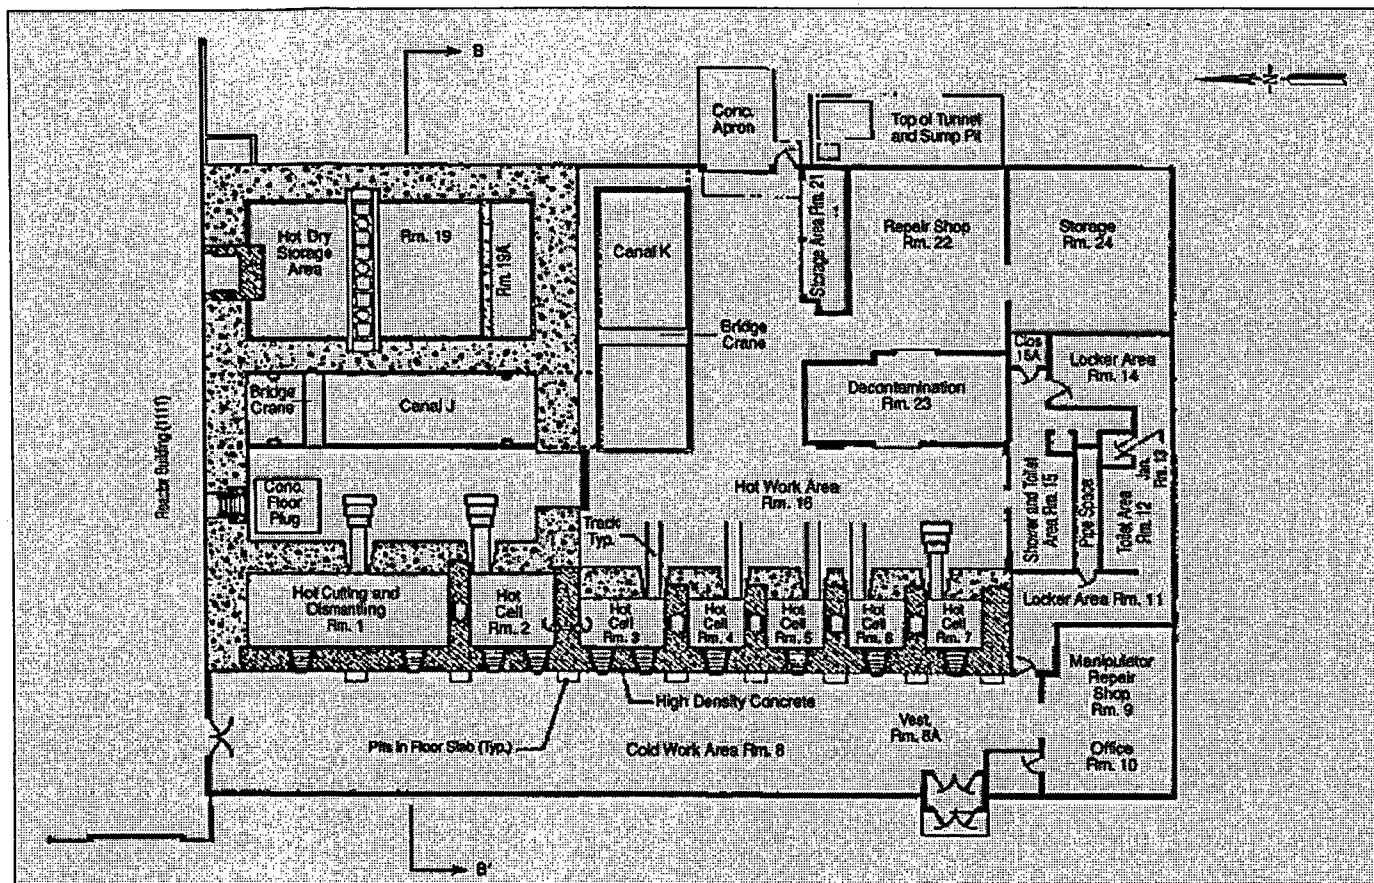 B
N
Conc.
Apron
Top of Tunnel
and Sump Pit
Hot Dry
Storage
Area
Rm. 19
Rm. 19A
Canal K
Storage Area Rm. 21
Repair Shop
Rm. 22
Storage
Rm. 24
Bridge
Crane
Clos
15A
Locker Area
Rm. 14
Bridge
Crane
Canal J
Decontamination
Rm. 23
Reactor Building (111)
Conc.
Floor
Plug
Hot Work Area
Rm. 16
Track
Typ.
Shower and Toilet
Area Rm. 15
Pipe Space
Toilet Area
Rm. 12
Jan.
Rm. 13
Hot Cutting and
Dismantling
Rm. 1
Hot
Cell
Rm. 2
Hot
Cell
Rm. 3
Hot
Cell
Rm. 4
Hot
Cell
Rm. 5
Hot
Cell
Rm. 6
Hot
Cell
Rm. 7
Locker Area Rm. 11
Manipulator
Repair
Shop
Rm. 9
High Density Concrete
Vest.
Rm. 8A
Pits in Floor Slab (Typ.)
Cold Work Area Rm. 8
Office
Rm. 10
B'